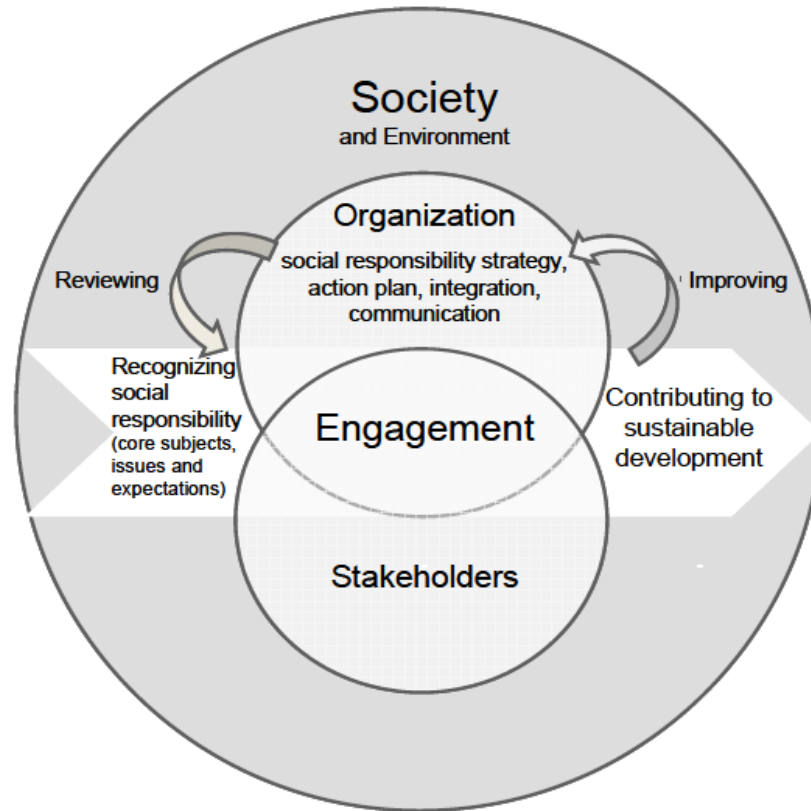 Society
and Environment
Organization
social responsibility strategy,
action plan, integration,
communication
Reviewing
Improving
Recognizing
social
responsibility
(core subjects,
issues and
expectations)
Engagement
Contributing to
sustainable
development
Stakeholders